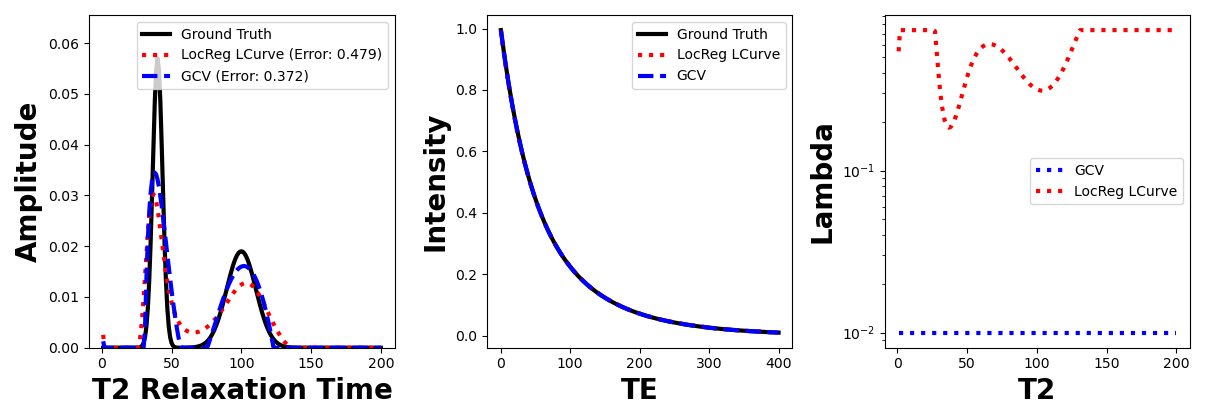 Amplitude
0.06
0.05
0.04
0.03
0.02
0.01
0.00
Ground Truth
LocReg LCurve (Error: 0.479)
GCV (Error: 0.372)
0 50 100 150 200
T2 Relaxation Time
Intensity
1.0
0.8
0.6
0.4
0.2
0.0
Ground Truth
LocReg LCurve
GCV
0 100 200 300 400
TE
Lambda
10⁻¹
10⁻²
GCV
LocReg LCurve
0 50 100 150 200
T2